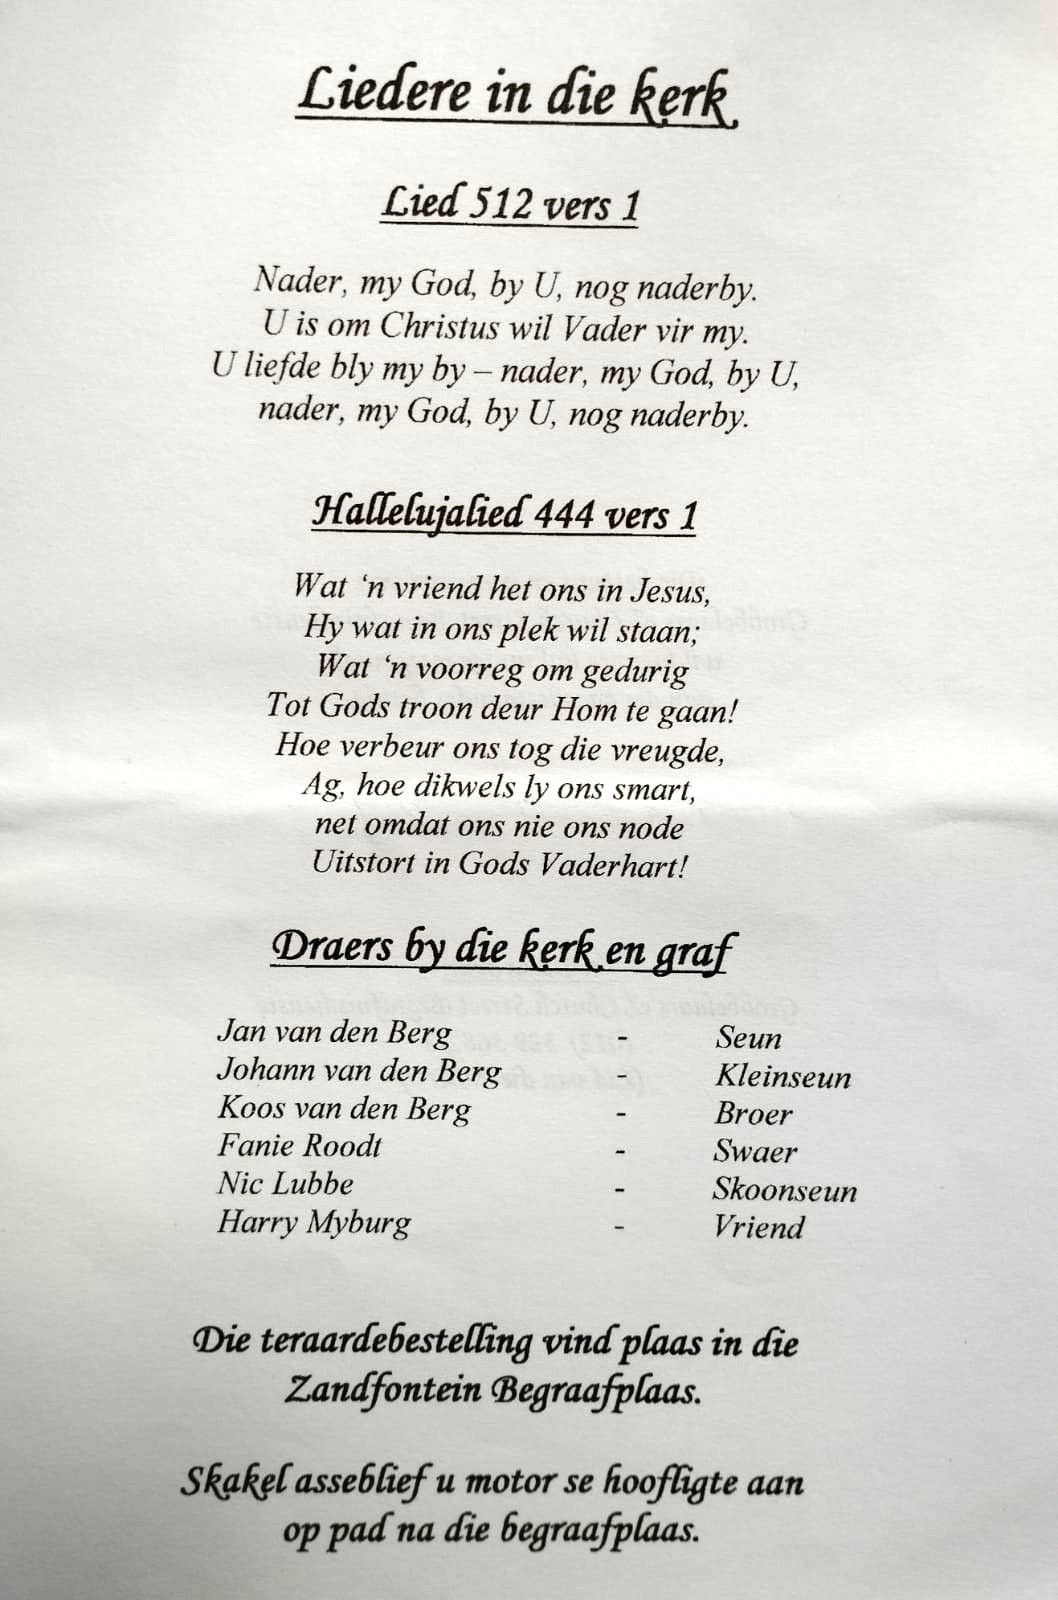 Liedere in die kerk
Lied 512 vers 1
Nader, my God, by U, nog naderby.
U is om Christus wil Vader vir my.
U liefde bly my by – nader, my God, by U,
nader, my God, by U, nog naderby.
Hallelujalied 444 vers 1
Wat ‘n vriend het ons in Jesus,
Hy wat in ons plek wil staan;
Wat ‘n voorreg om gedurig
Tot Gods troon deur Hom te gaan!
Hoe verbeur ons tog die vreugde,
Ag, hoe dikwels ly ons smart,
net omdat ons nie ons node
Uitstort in Gods Vaderhart!
Draers by die kerk en graf
Jan van den Berg - Seun
Johann van den Berg - Kleinseun
Koos van den Berg - Broer
Fanie Roodt - Swaer
Nic Lubbe - Skoonseun
Harry Myburg - Vriend
Die teraardebestelling vind plaas in die
Zandfontein Begraafplaas.
Skakel asseblief u motor se hoofligte aan
op pad na die begraafplaas.